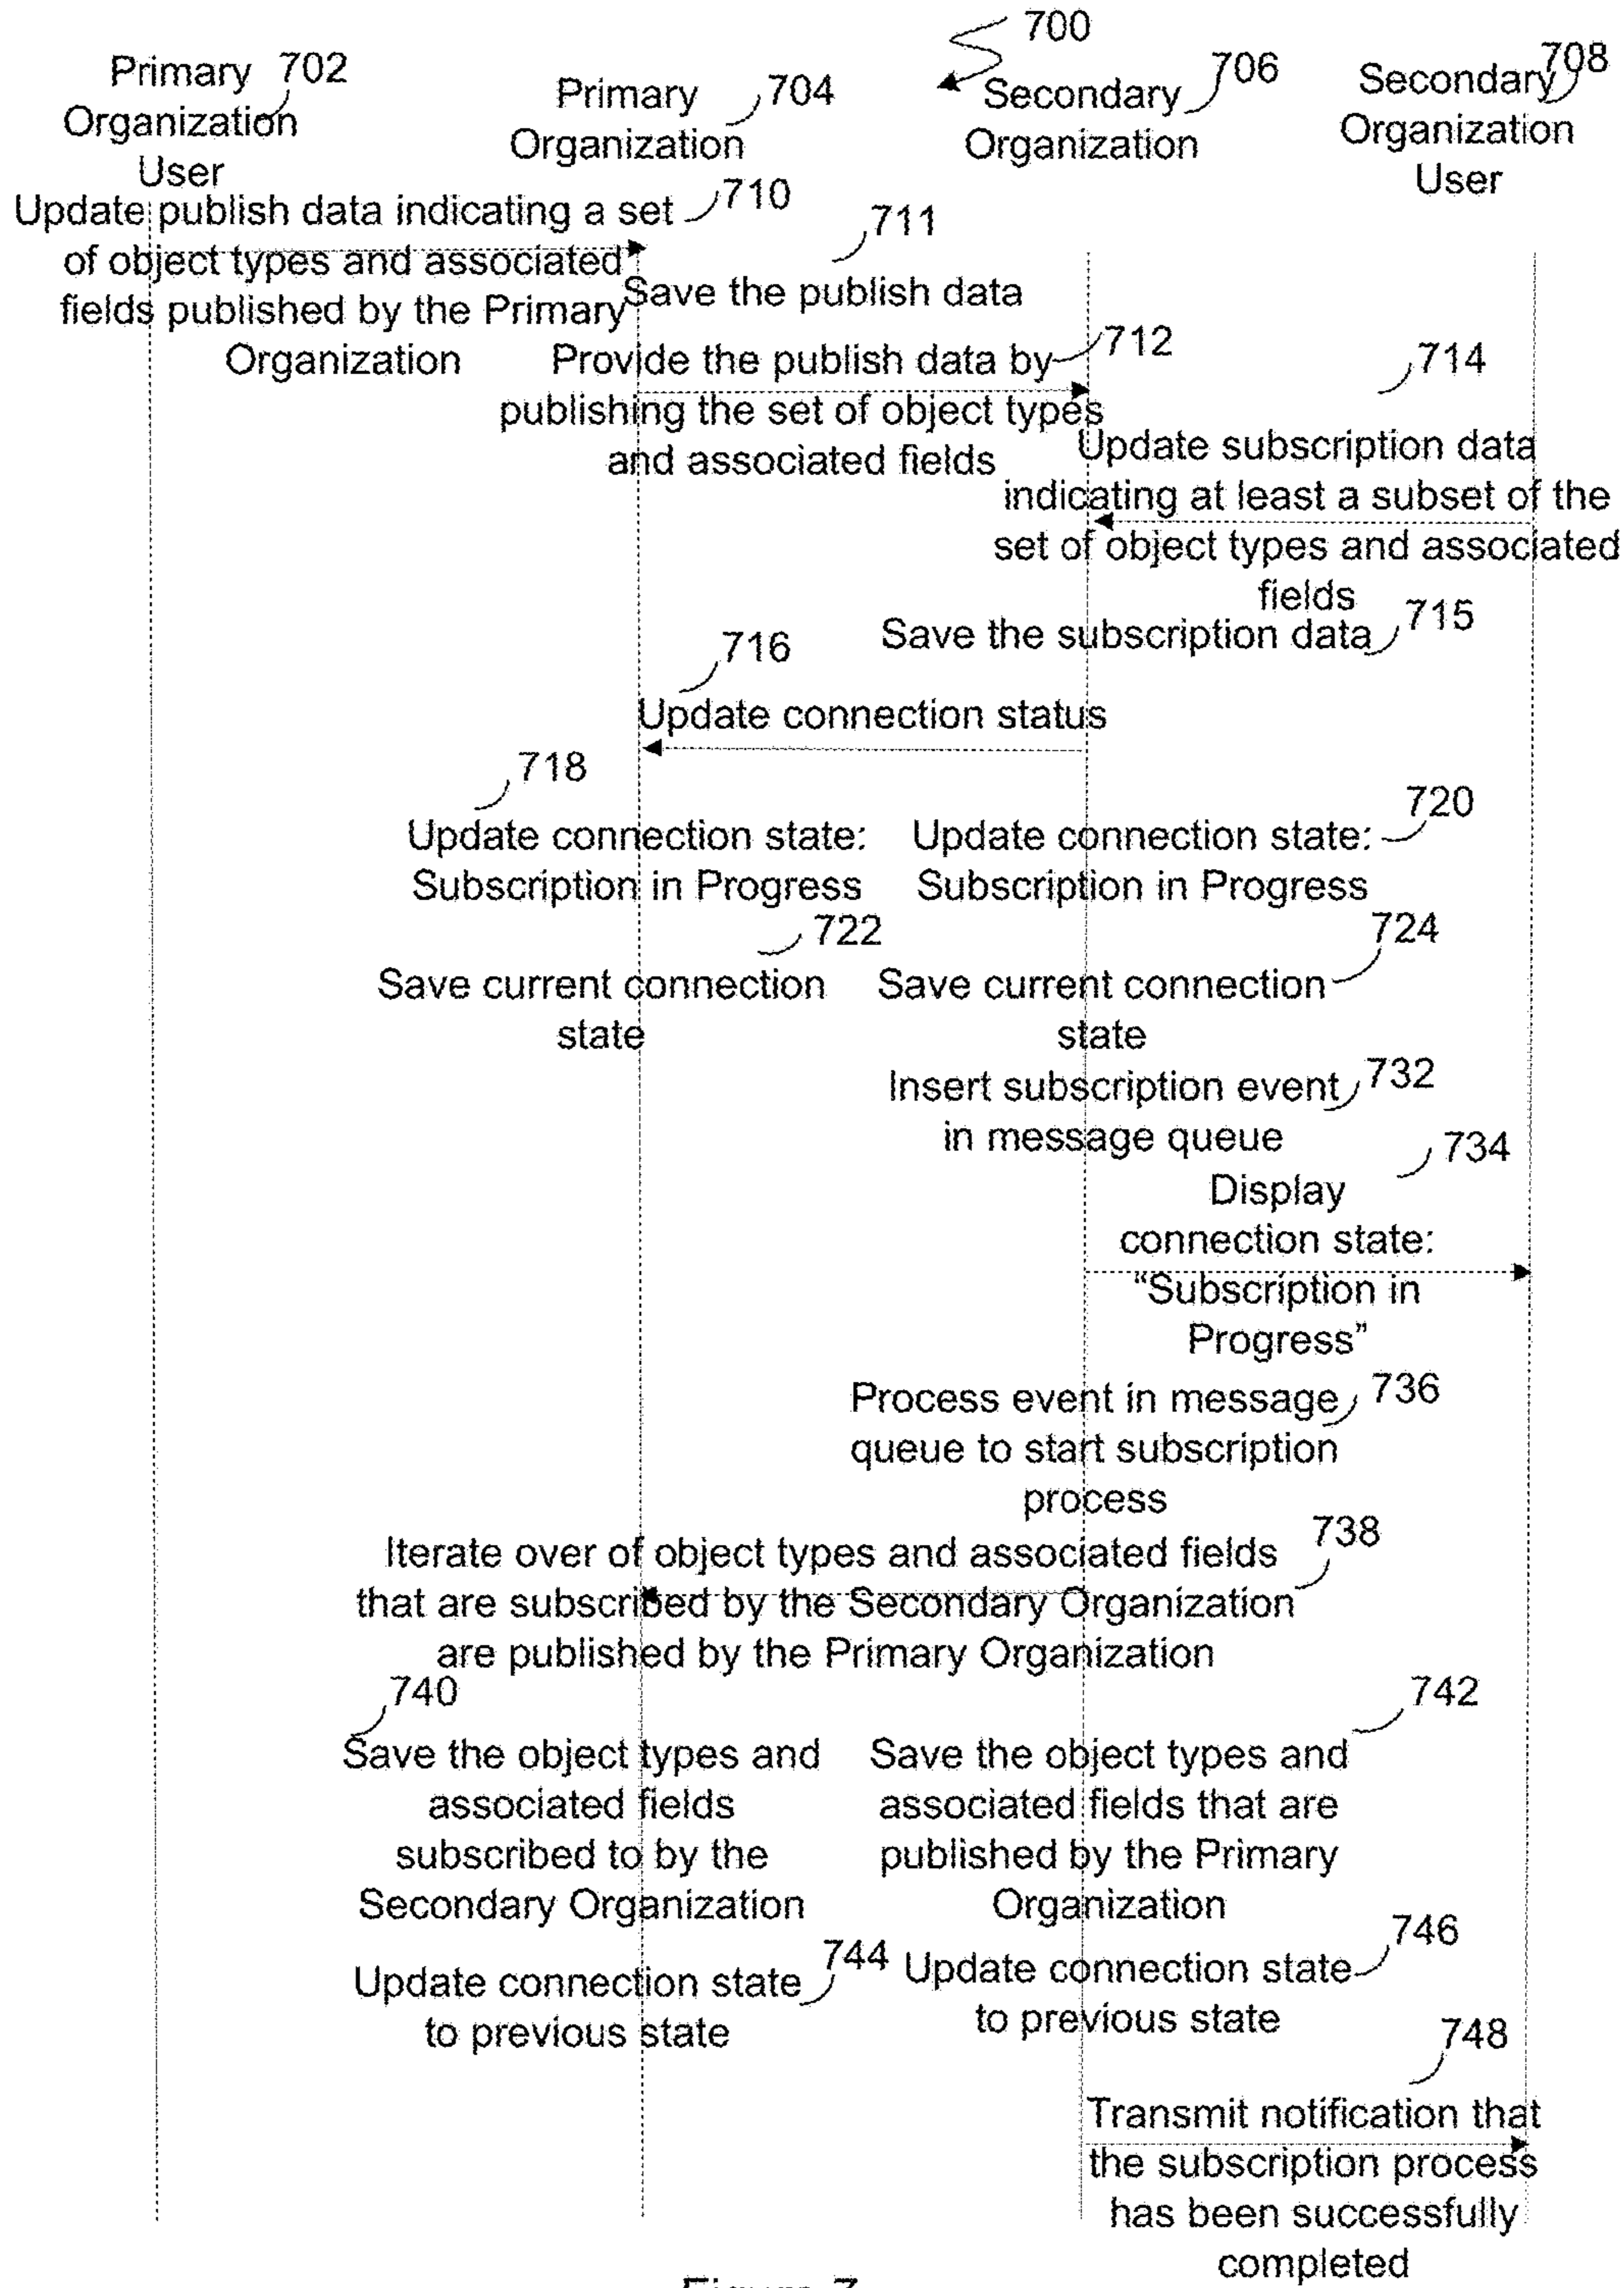 700
Primary 702
Organization
User
Primary 704
Organization
Secondary 706
Organization
Secondary 708
Organization
User
Update publish data indicating a set 710
of object types and associated
fields published by the Primary
Organization
711
Save the publish data
Provide the publish data by 712
publishing the set of object types
and associated fields
714
Update subscription data
indicating at least a subset of the
set of object types and associated
fields
Save the subscription data 715
716
Update connection status
718
Update connection state:
Subscription in Progress
720
Update connection state:
Subscription in Progress
722
Save current connection
state
724
Save current connection
state
Insert subscription event 732
in message queue
734
Display
connection state:
“Subscription in
Progress”
Process event in message 736
queue to start subscription
process
738
Iterate over of object types and associated fields
that are subscribed by the Secondary Organization
are published by the Primary Organization
740
Save the object types and
associated fields
subscribed to by the
Secondary Organization
742
Save the object types and
associated fields that are
published by the Primary
Organization
744
Update connection state
to previous state
746
Update connection state
to previous state
748
Transmit notification that
the subscription process
has been successfully
completed
Figure 7